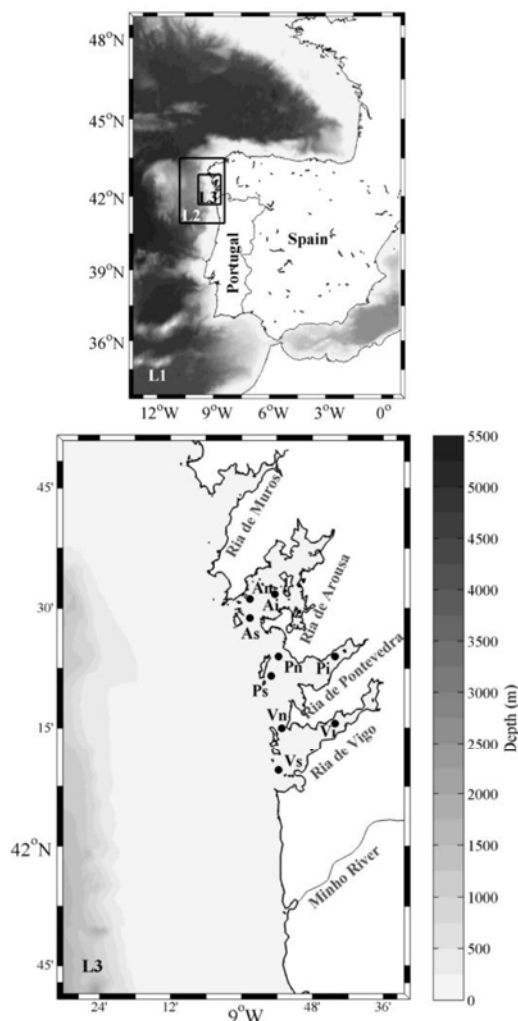 48°N
45°N
42°N
39°N
36°N
L3
L2
Portugal
Spain
L1
12°W 9°W 6°W 3°W 0°
45'
30'
15'
42°N
45'
Ria de Muros
Ria de Arousa
Ria de Pontevedra
Ria de Vigo
Minho River
An
Ai
As
Pn
Pi
Ps
Vn
Vi
Vs
L3
24' 12' 9°W 48' 36'
5500
5000
4500
4000
3500
3000
2500
2000
1500
1000
500
0
Depth (m)